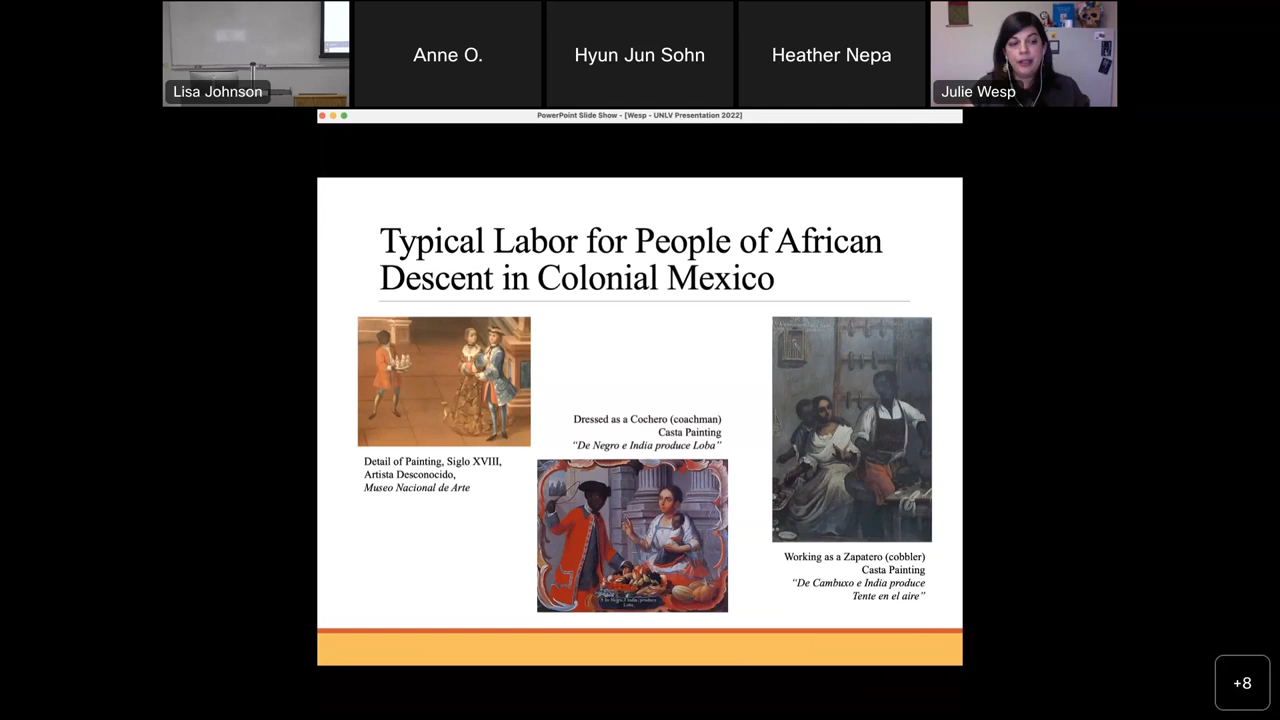 Lisa Johnson
Anne O.
Hyun Jun Sohn
Heather Nepa
Julie Wesp
PowerPoint Slide Show - [Wesp - UNLV Presentation 2022]
Typical Labor for People of African
Descent in Colonial Mexico
Detail of Painting, Siglo XVIII,
Artista Desconocido,
Museo Nacional de Arte
Dressed as a Cochero (coachman)
Casta Painting
“De Negro e India produce Loba”
Working as a Zapatero (cobbler)
Casta Painting
“De Cambuxo e India produce
Tente en el aire”
+8